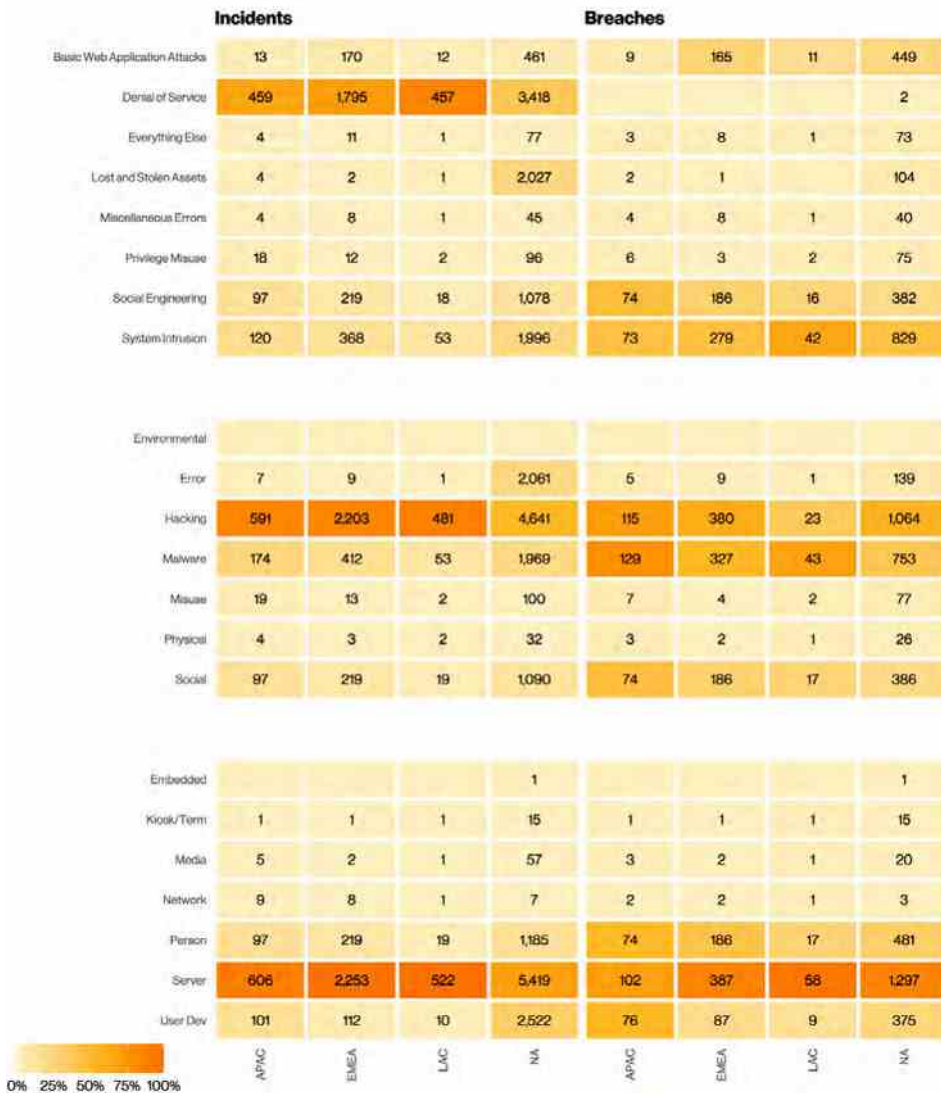 Incidents Breaches
Basic Web Application Attacks 13 170 12 461 9 165 11 449
Denial of Service 459 1,795 457 3,418 2
Everything Else 4 11 1 77 3 8 1 73
Lost and Stolen Assets 4 2 1 2,027 2 1 104
Miscellaneous Errors 4 8 1 45 4 8 1 40
Privilege Misuse 18 12 2 96 6 3 2 75
Social Engineering 97 219 18 1,078 74 186 16 382
System Intrusion 120 368 53 1,996 73 279 42 829
Environmental
Error 7 9 1 2,061 5 9 1 139
Hacking 591 2,203 481 4,641 115 380 23 1,064
Malware 174 412 53 1,969 129 327 43 753
Misuse 19 13 2 100 7 4 2 77
Physical 4 3 2 32 3 2 1 26
Social 97 219 19 1,090 74 186 17 386
Embedded 1 1
Kiosk/Term 1 1 1 15 1 1 1 15
Media 5 2 1 57 3 2 1 20
Network 9 8 1 7 2 2 1 3
Person 97 219 19 1,185 74 186 17 481
Server 606 2,253 522 5,419 102 387 58 1,297
User Dev 101 112 10 2,522 76 87 9 375
APAC EMEA LAC NA APAC EMEA LAC NA
0% 25% 50% 75% 100%